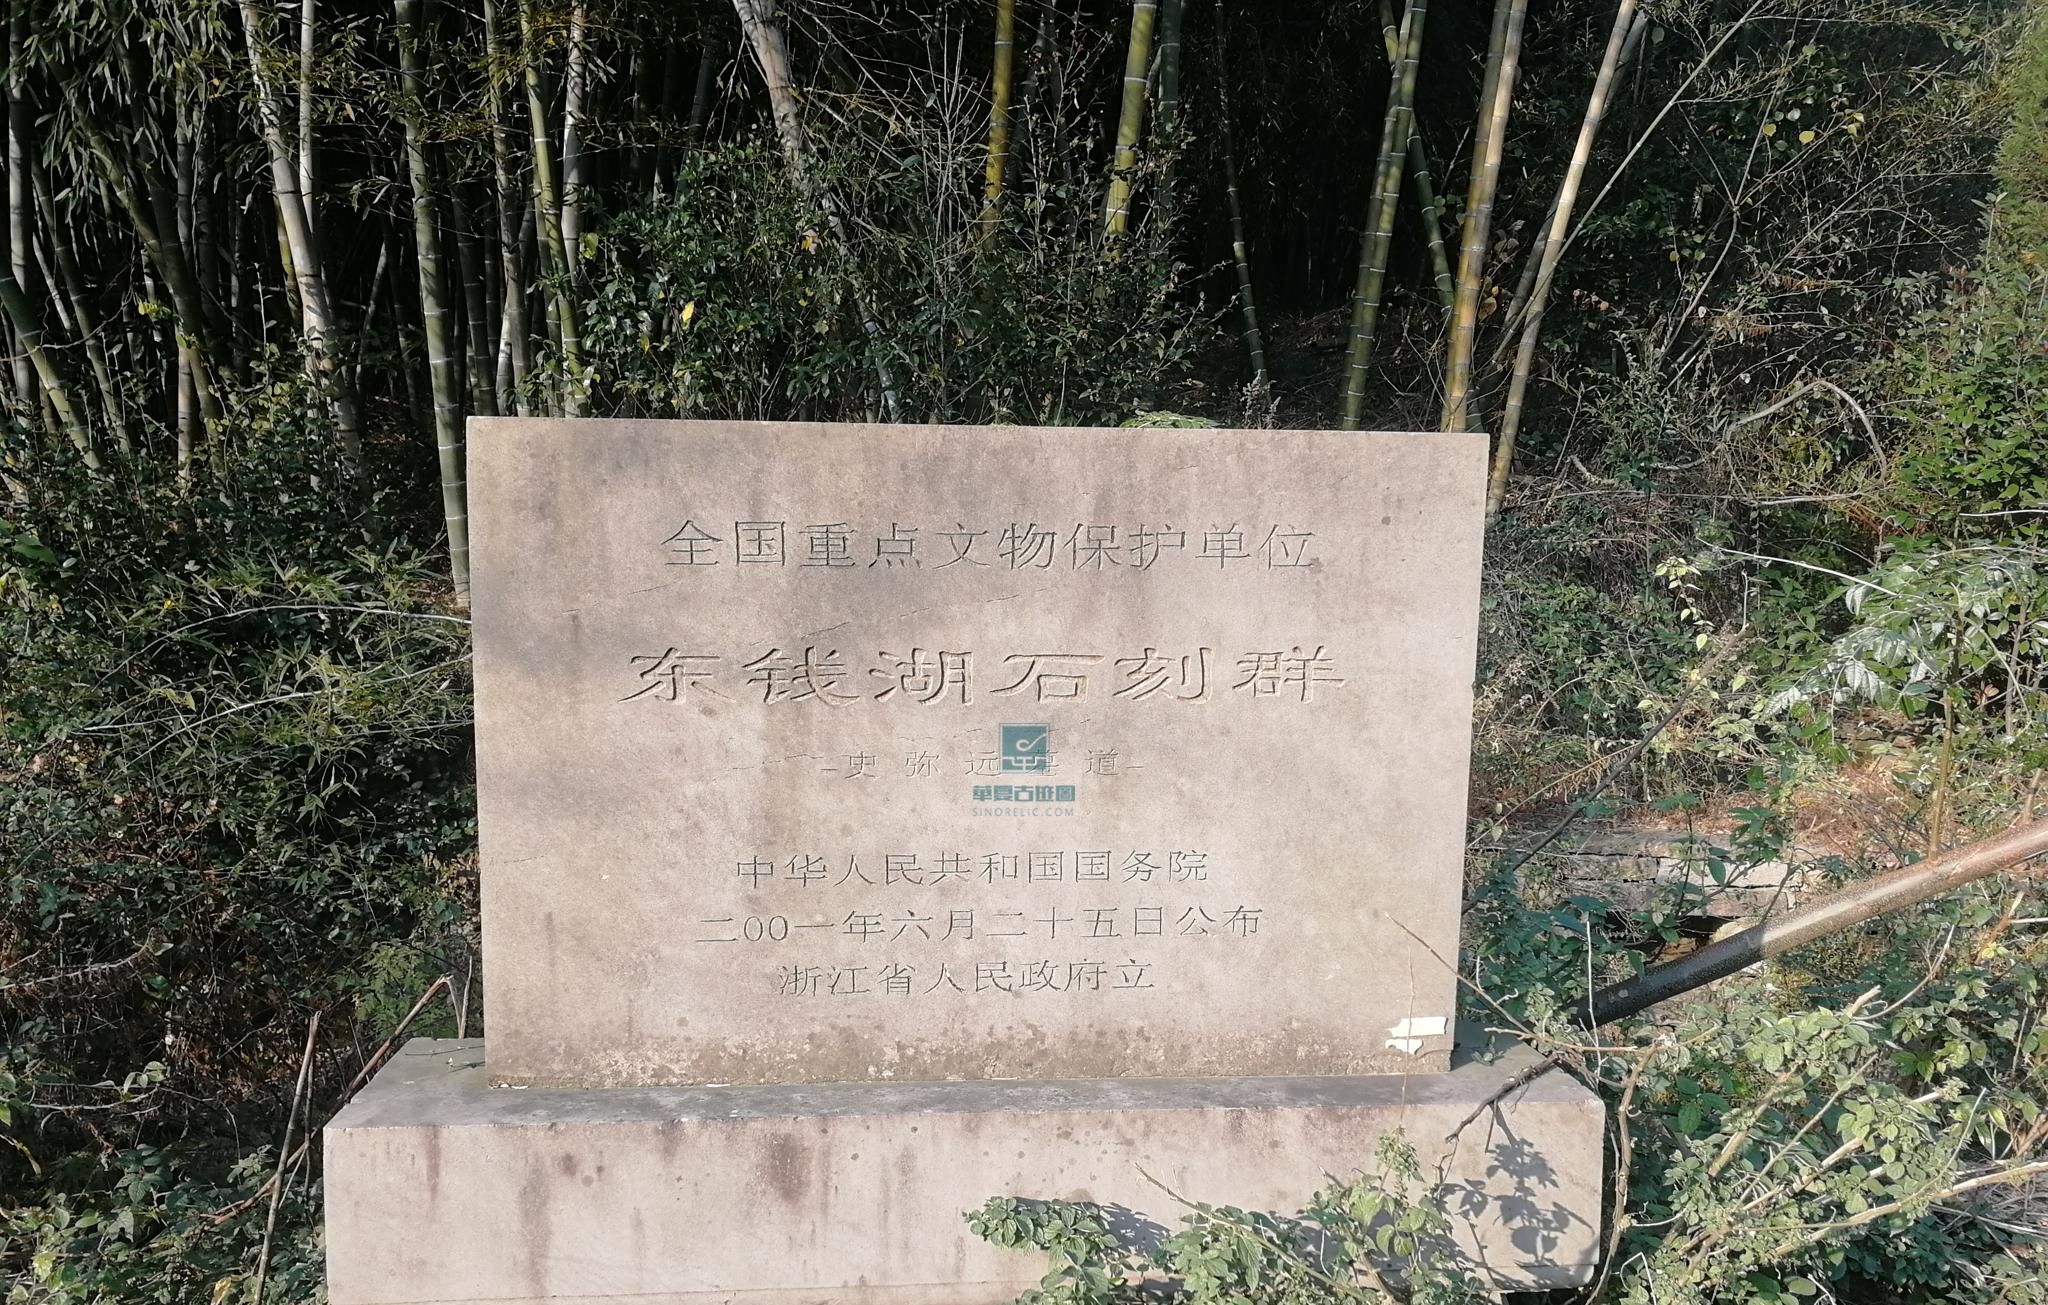 全国重点文物保护单位
东钱湖石刻群
-史弥远墓道-
華夏古迹圖
SINORELIC.COM
中华人民共和国国务院
二00一年六月二十五日公布
浙江省人民政府立